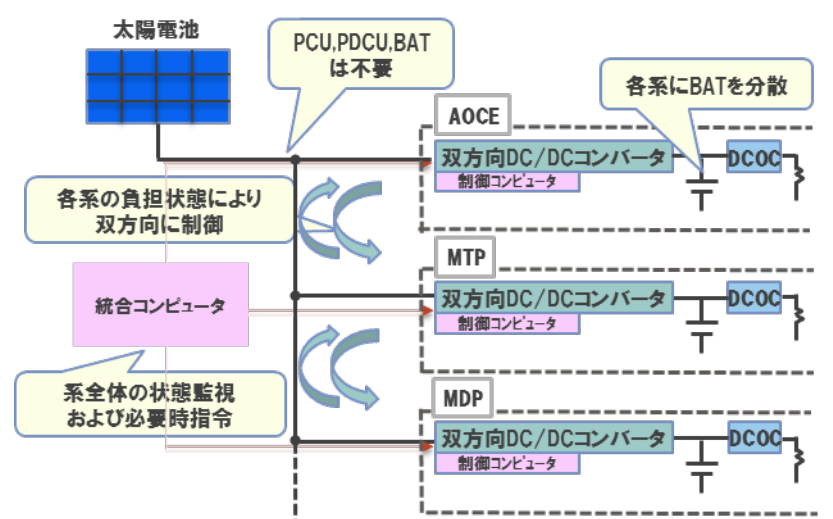 太陽電池
PCU,PDCU,BAT
は不要
各系にBATを分散
AOCE
双方向DC/DCコンバータ
制御コンピュータ
DCOC
各系の負担状態により
双方向に制御
MTP
双方向DC/DCコンバータ
制御コンピュータ
DCOC
統合コンピュータ
系全体の状態監視
および必要時指令
MDP
双方向DC/DCコンバータ
制御コンピュータ
DCOC